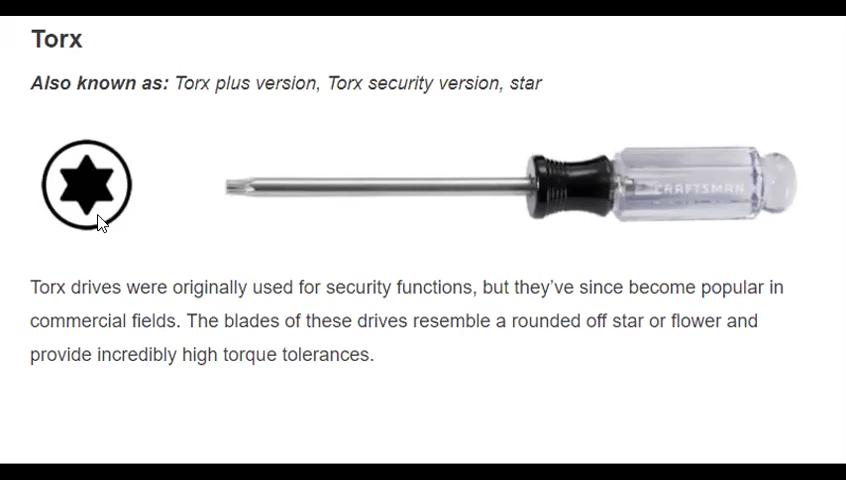 Torx
Also known as: Torx plus version, Torx security version, star
CRAFTSMAN
Torx drives were originally used for security functions, but they’ve since become popular in
commercial fields. The blades of these drives resemble a rounded off star or flower and
provide incredibly high torque tolerances.